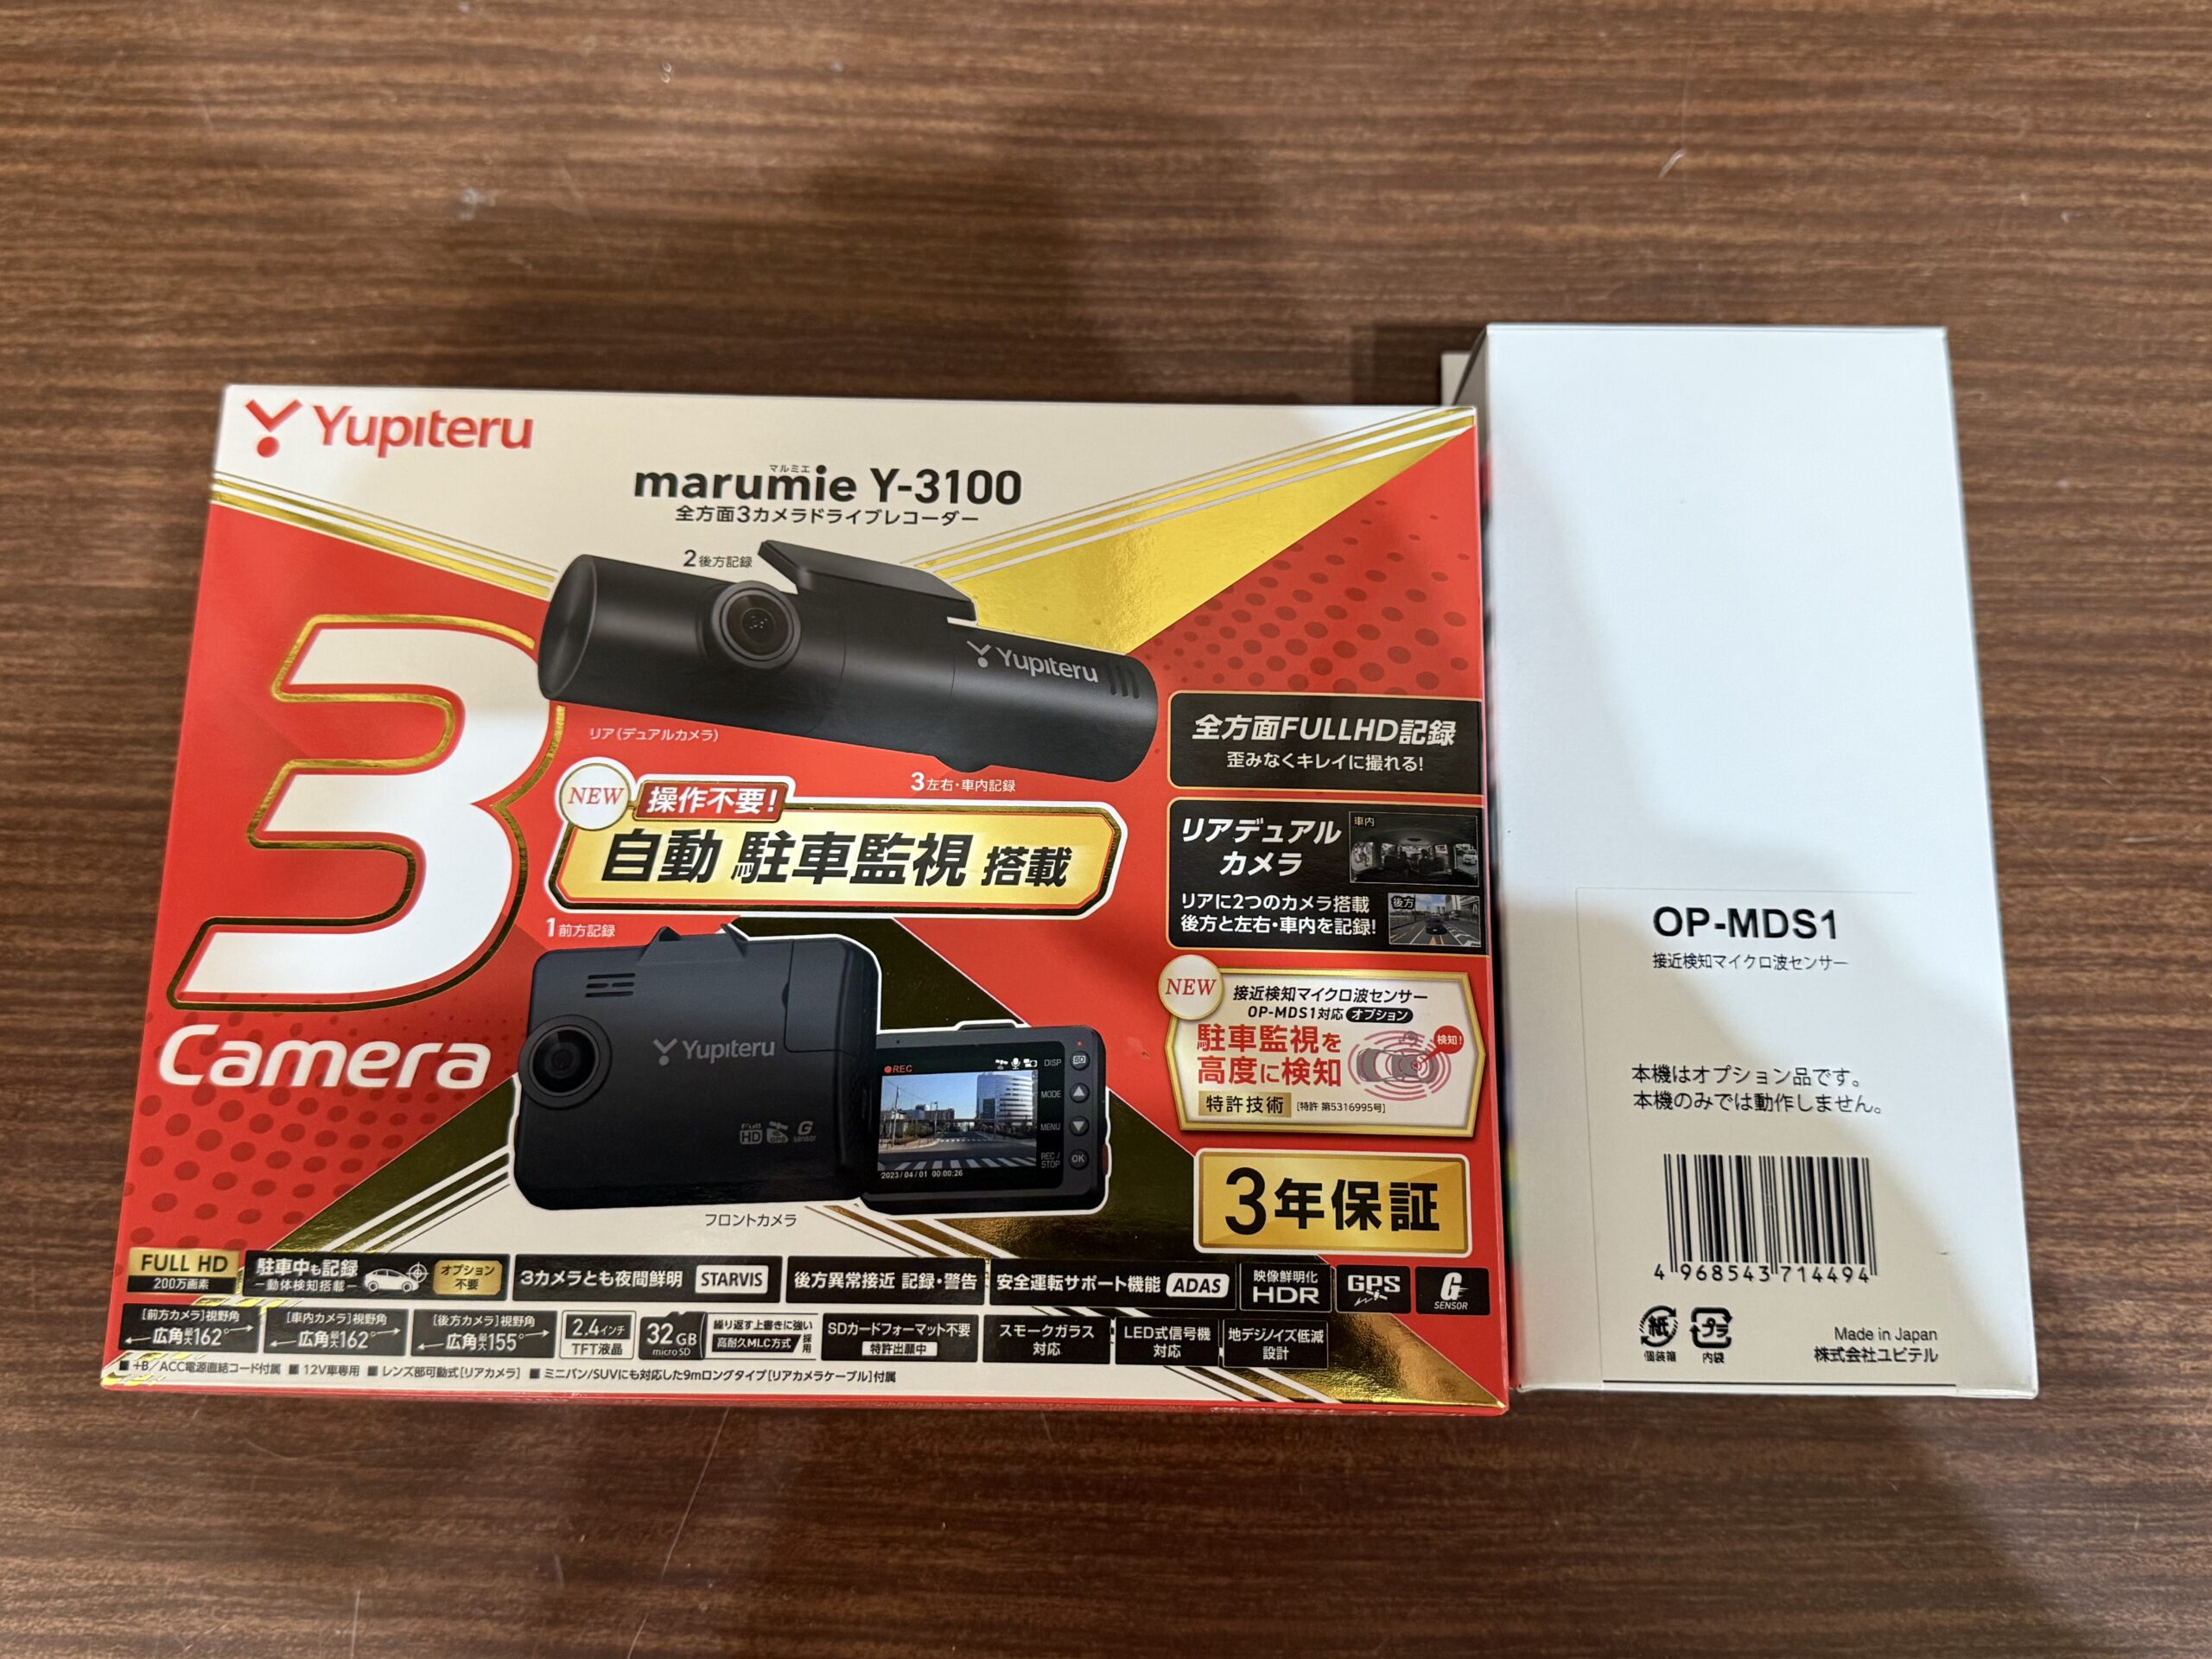 Yupiteru
マルミエ
marumie Y-3100
全方面3カメラドライブレコーダー
2後方記録
Yupiteru
リア(デュアルカメラ)
3左右・車内記録
3
Camera
NEW
操作不要!
自動 駐車監視 搭載
1前方記録
Yupiteru
Full HD
GPS
G SENSOR
REC
DISP
MODE
MENU
REC/STOP
OK
2023/04/01 00:00:26
フロントカメラ
全方面FULLHD記録
歪みなくキレイに撮れる!
リアデュアル
カメラ
車内
リアに2つのカメラ搭載
後方と左右・車内を記録!
後方
NEW
接近検知マイクロ波センサー
OP-MDS1対応 オプション
駐車監視を
高度に検知
検知!
特許技術 [特許 第5316995号]
3年保証
FULL HD
200万画素
駐車中も記録
ー動体検知搭載ー
オプション
不要
3カメラとも夜間鮮明 STARVIS
後方異常接近 記録・警告
安全運転サポート機能 ADAS
映像鮮明化
HDR
GPS
G
SENSOR
[前方カメラ]視野角
広角最大162°
[車内カメラ]視野角
広角最大162°
[後方カメラ]視野角
広角最大155°
2.4インチ
TFT液晶
32GB
microSD
繰り返す上書きに強い
高耐久MLC方式 採用
SDカードフォーマット不要
特許出願中
スモークガラス
対応
LED式信号機
対応
地デジノイズ低減
設計
■ +B/ACC電源直結コード付属 ■ 12V車専用 ■ レンズ部可動式[リアカメラ] ■ ミニバン/SUVにも対応した9mロングタイプ[リアカメラケーブル]付属
OP-MDS1
接近検知マイクロ波センサー
本機はオプション品です。
本機のみでは動作しません。
4 968543 714494
紙
個装箱
プラ
内袋
Made in Japan
株式会社ユピテル